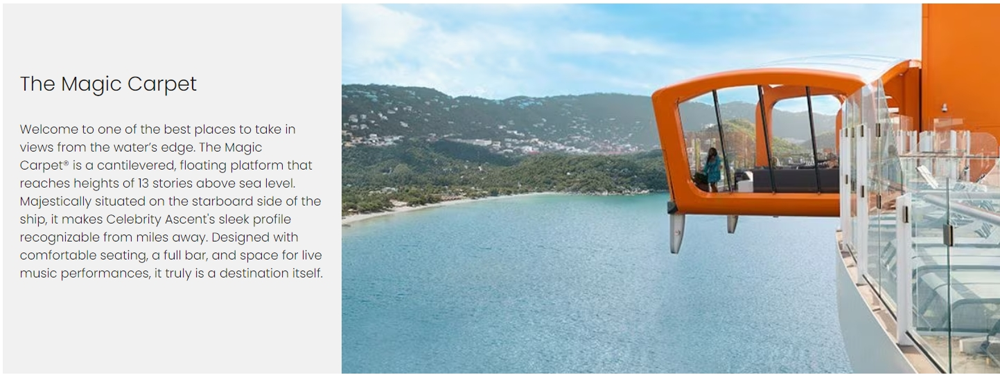 The Magic Carpet
Welcome to one of the best places to take in
views from the water’s edge. The Magic
Carpet® is a cantilevered, floating platform that
reaches heights of 13 stories above sea level.
Majestically situated on the starboard side of the
ship, it makes Celebrity Ascent's sleek profile
recognizable from miles away. Designed with
comfortable seating, a full bar, and space for live
music performances, it truly is a destination itself.